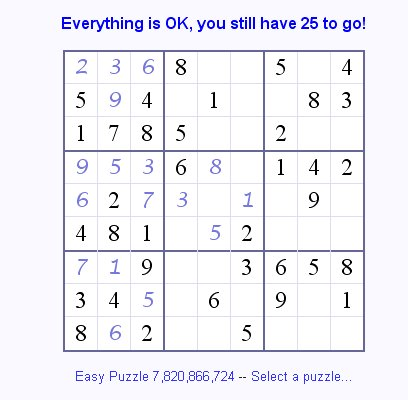 Everything is OK, you still have 25 to go!
2 3 6 8 5 4
5 9 4 1 8 3
1 7 8 5 2
9 5 3 6 8 1 4 2
6 2 7 3 1 9
4 8 1 5 2
7 1 9 3 6 5 8
3 4 5 6 9 1
8 6 2 5
Easy Puzzle 7,820,866,724 -- Select a puzzle...